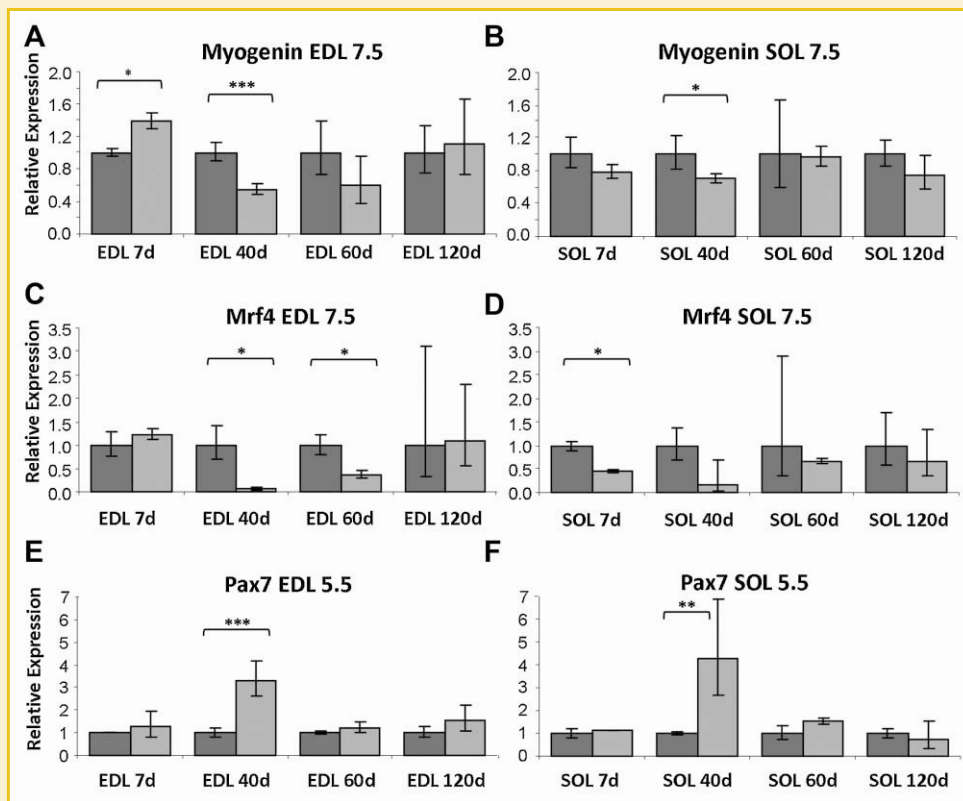 A
Myogenin EDL 7.5
Relative Expression
2.0
1.6
1.2
0.8
0.4
0.0
*
***
EDL 7d EDL 40d EDL 60d EDL 120d
B
Myogenin SOL 7.5
2.0
1.6
1.2
0.8
0.4
0.0
*
SOL 7d SOL 40d SOL 60d SOL 120d
C
Mrf4 EDL 7.5
Relative Expression
3.5
3.0
2.5
2.0
1.5
1.0
0.5
0.0
*
*
EDL 7d EDL 40d EDL 60d EDL 120d
D
Mrf4 SOL 7.5
3.5
3.0
2.5
2.0
1.5
1.0
0.5
0.0
*
SOL 7d SOL 40d SOL 60d SOL 120d
E
Pax7 EDL 5.5
Relative Expression
7
6
5
4
3
2
1
0
***
EDL 7d EDL 40d EDL 60d EDL 120d
F
Pax7 SOL 5.5
7
6
5
4
3
2
1
0
**
SOL 7d SOL 40d SOL 60d SOL 120d